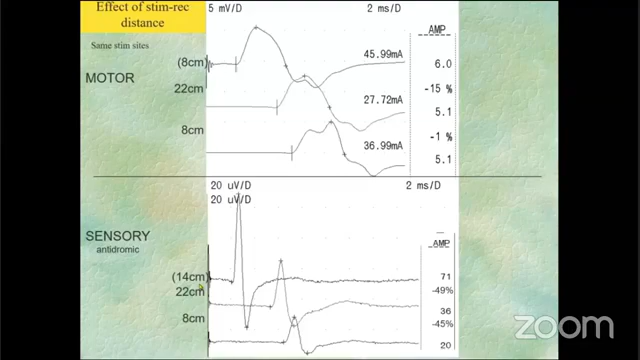 Effect of stim-rec
distance
Same stim sites
MOTOR
(8cm)
22cm
8cm
5 mV/D
2 ms/D
45.99mA
27.72mA
36.99mA
AMP
6.0
-15 %
5.1
-1 %
5.1
SENSORY
antidromic
(14cm)
22cm
8cm
20 uV/D
20 uV/D
2 ms/D
AMP
71
-49%
36
-45%
20
zoom